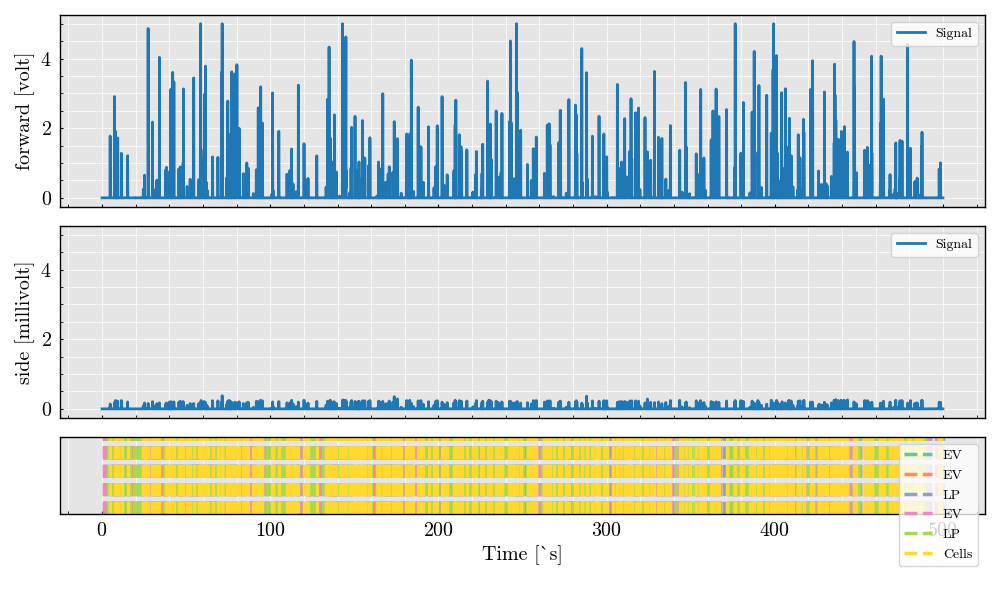 Signal
4
2
0
forward [volt]
Signal
4
2
0
side [millivolt]
EV
EV
LP
EV
LP
Cells
0 100 200 300 400 500
Time [`s]